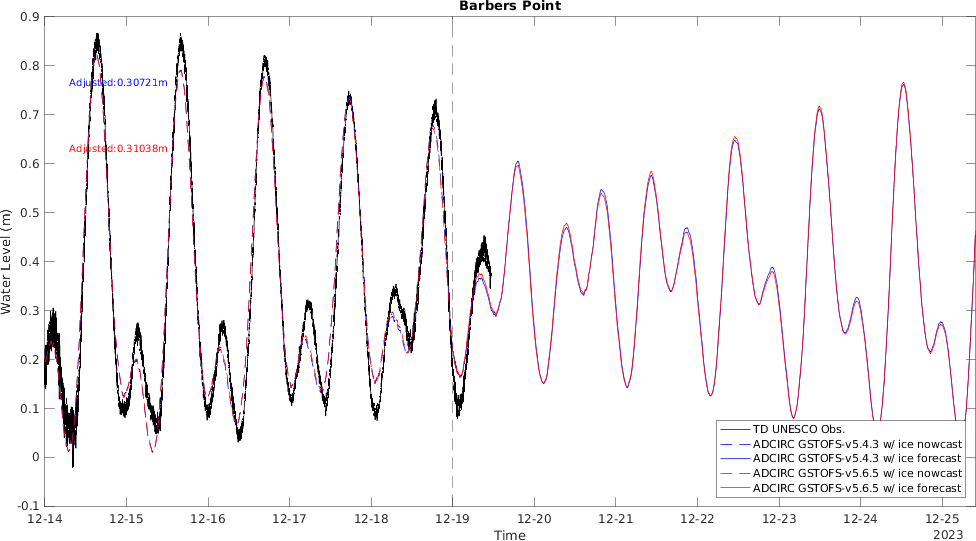 Barbers Point
0.9
0.8
0.7
0.6
0.5
0.4
0.3
0.2
0.1
0
-0.1
Water Level (m)
Adjusted:0.30721m
Adjusted:0.31038m
TD UNESCO Obs.
ADCIRC GSTOFS-v5.4.3 w/ ice nowcast
ADCIRC GSTOFS-v5.4.3 w/ ice forecast
ADCIRC GSTOFS-v5.6.5 w/ ice nowcast
ADCIRC GSTOFS-v5.6.5 w/ ice forecast
12-14 12-15 12-16 12-17 12-18 12-19 12-20 12-21 12-22 12-23 12-24 12-25
Time
2023